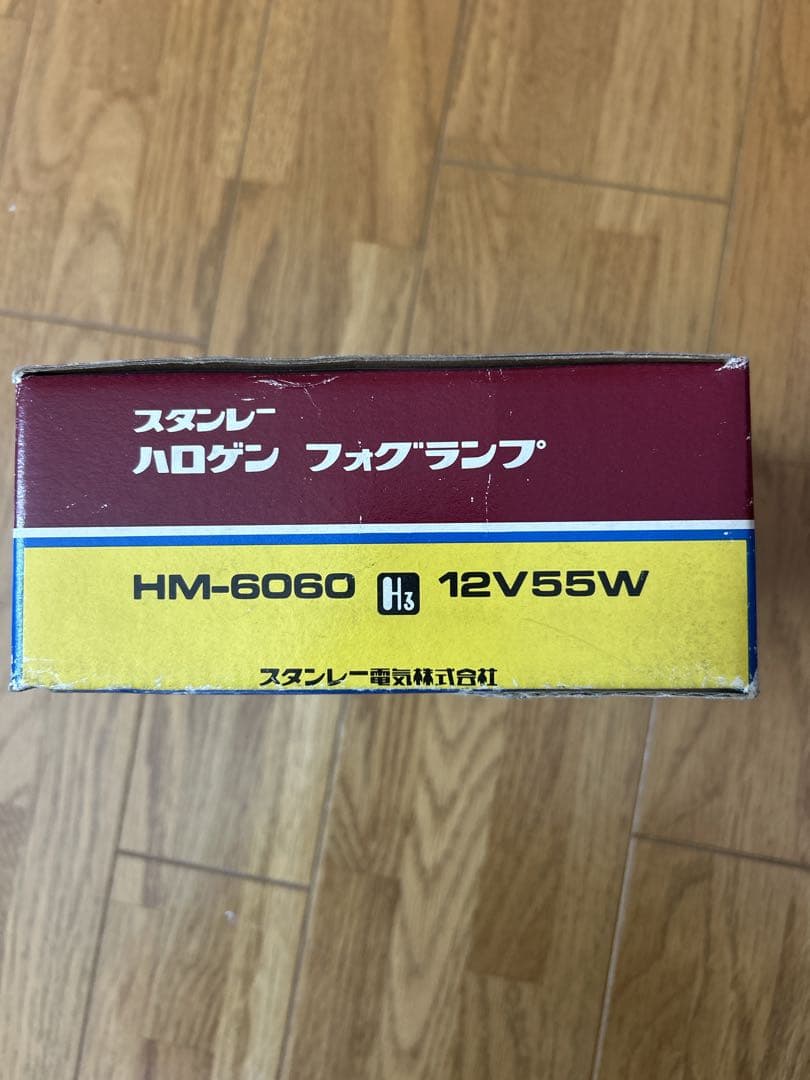 スタンレー
ハロゲン フォグランプ
HM-6060 H3 12V55W
スタンレー電気株式会社